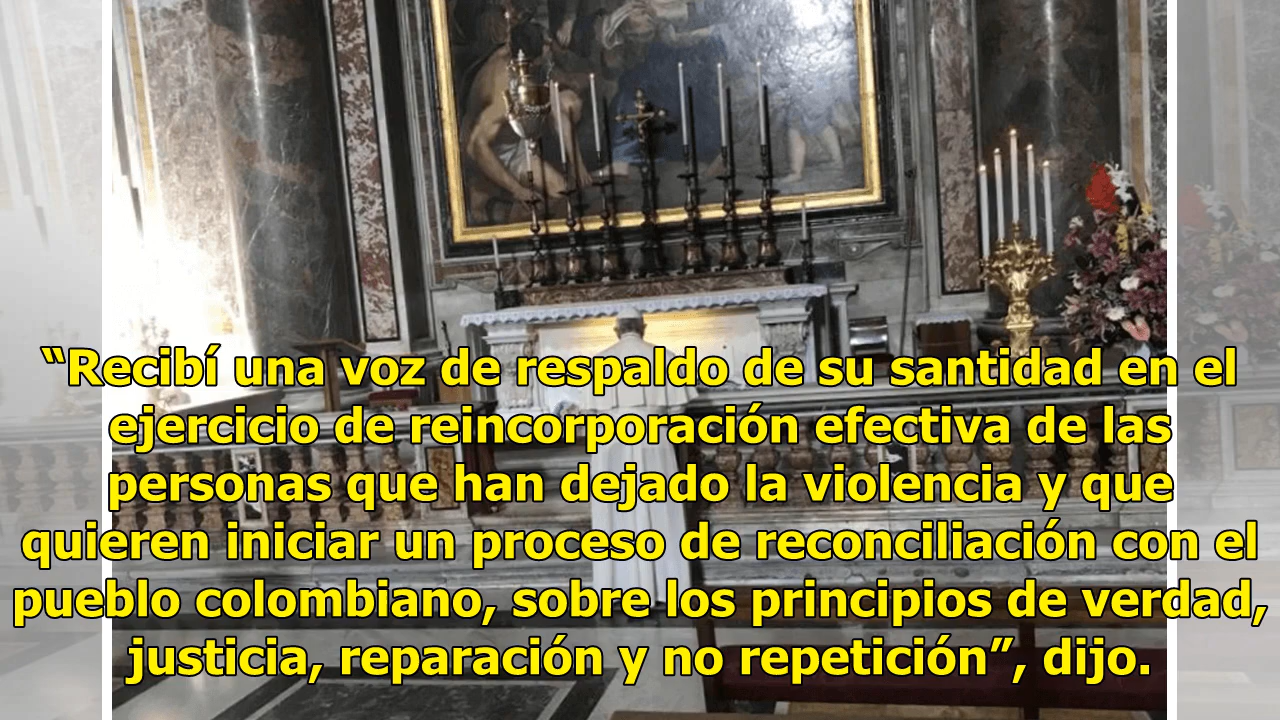 “Recibí una voz de respaldo de su santidad en el
ejercicio de reincorporación efectiva de las
personas que han dejado la violencia y que
quieren iniciar un proceso de reconciliación con el
pueblo colombiano, sobre los principios de verdad,
justicia, reparación y no repetición”, dijo.